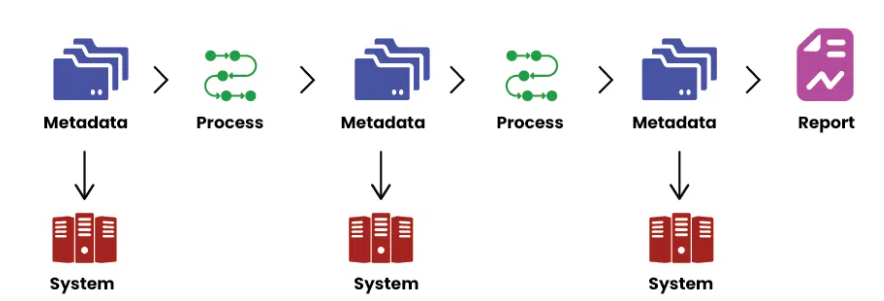 Metadata
Process
Metadata
Process
Metadata
Report
System
System
System